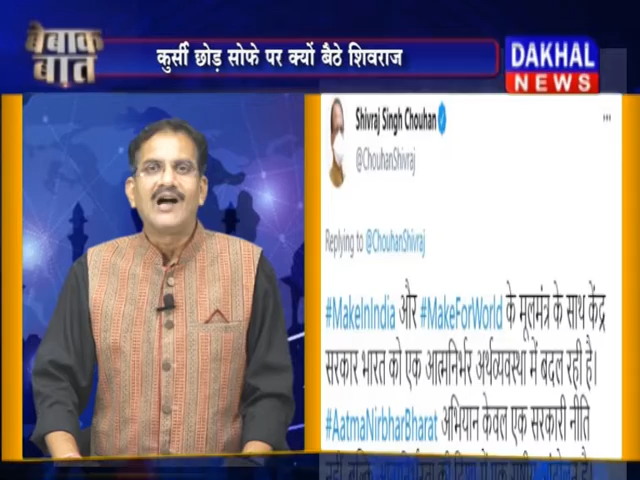 बेबाक
बात
कुर्सी छोड़ सोफे पर क्यों बैठे शिवराज
DAKHAL
NEWS
Shivraj Singh Chouhan
@ChouhanShivraj
Replying to @ChouhanShivraj
#MakeInIndia और #MakeForWorld के मूलमंत्र के साथ केंद्र
सरकार भारत को एक आत्मनिर्भर अर्थव्यवस्था में बदल रही है।
#AatmaNirbharBharat अभियान केवल एक सरकारी नीति